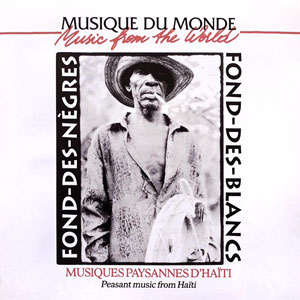 MUSIQUE DU MONDE
Music from the World
FOND-DES-NÈGRES
FOND-DES-BLANCS
MUSIQUES PAYSANNES D'HAÏTI
Peasant music from Haïti